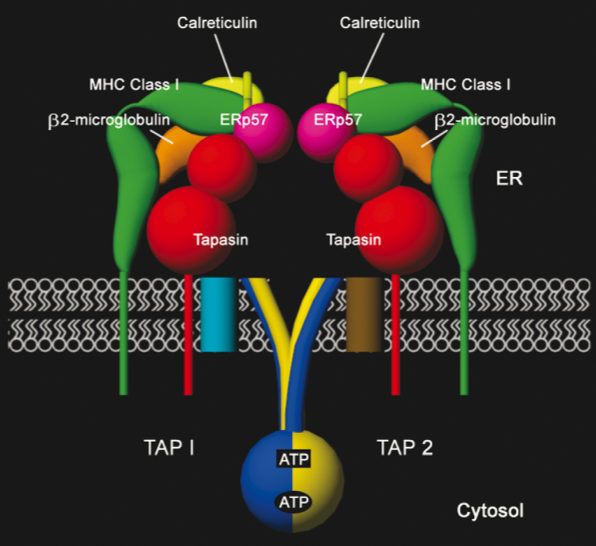 Calreticulin
Calreticulin
MHC Class I
MHC Class I
β2-microglobulin
ERp57
ERp57
β2-microglobulin
ER
Tapasin
Tapasin
TAP I
TAP 2
ATP
ATP
Cytosol